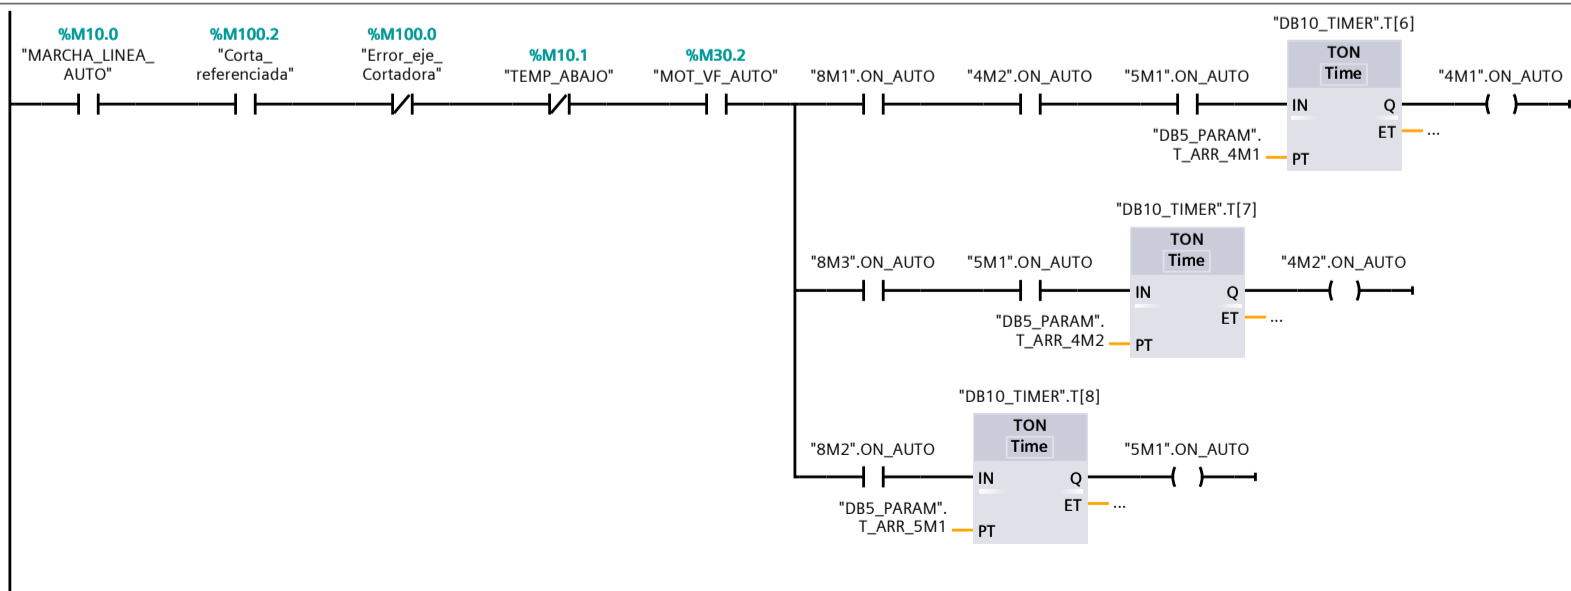 %M10.0
"MARCHA_LINEA_
AUTO"
%M100.2
"Corta_
referenciada"
%M100.0
"Error_eje_
Cortadora"
%M10.1
"TEMP_ABAJO"
%M30.2
"MOT_VF_AUTO"
"8M1".ON_AUTO
"4M2".ON_AUTO
"5M1".ON_AUTO
"DB10_TIMER".T[6]
TON
Time
IN
Q
ET
...
"DB5_PARAM".
T_ARR_4M1
PT
"4M1".ON_AUTO
"8M3".ON_AUTO
"5M1".ON_AUTO
"DB10_TIMER".T[7]
TON
Time
IN
Q
ET
...
"DB5_PARAM".
T_ARR_4M2
PT
"4M2".ON_AUTO
"8M2".ON_AUTO
"DB10_TIMER".T[8]
TON
Time
IN
Q
ET
...
"DB5_PARAM".
T_ARR_5M1
PT
"5M1".ON_AUTO